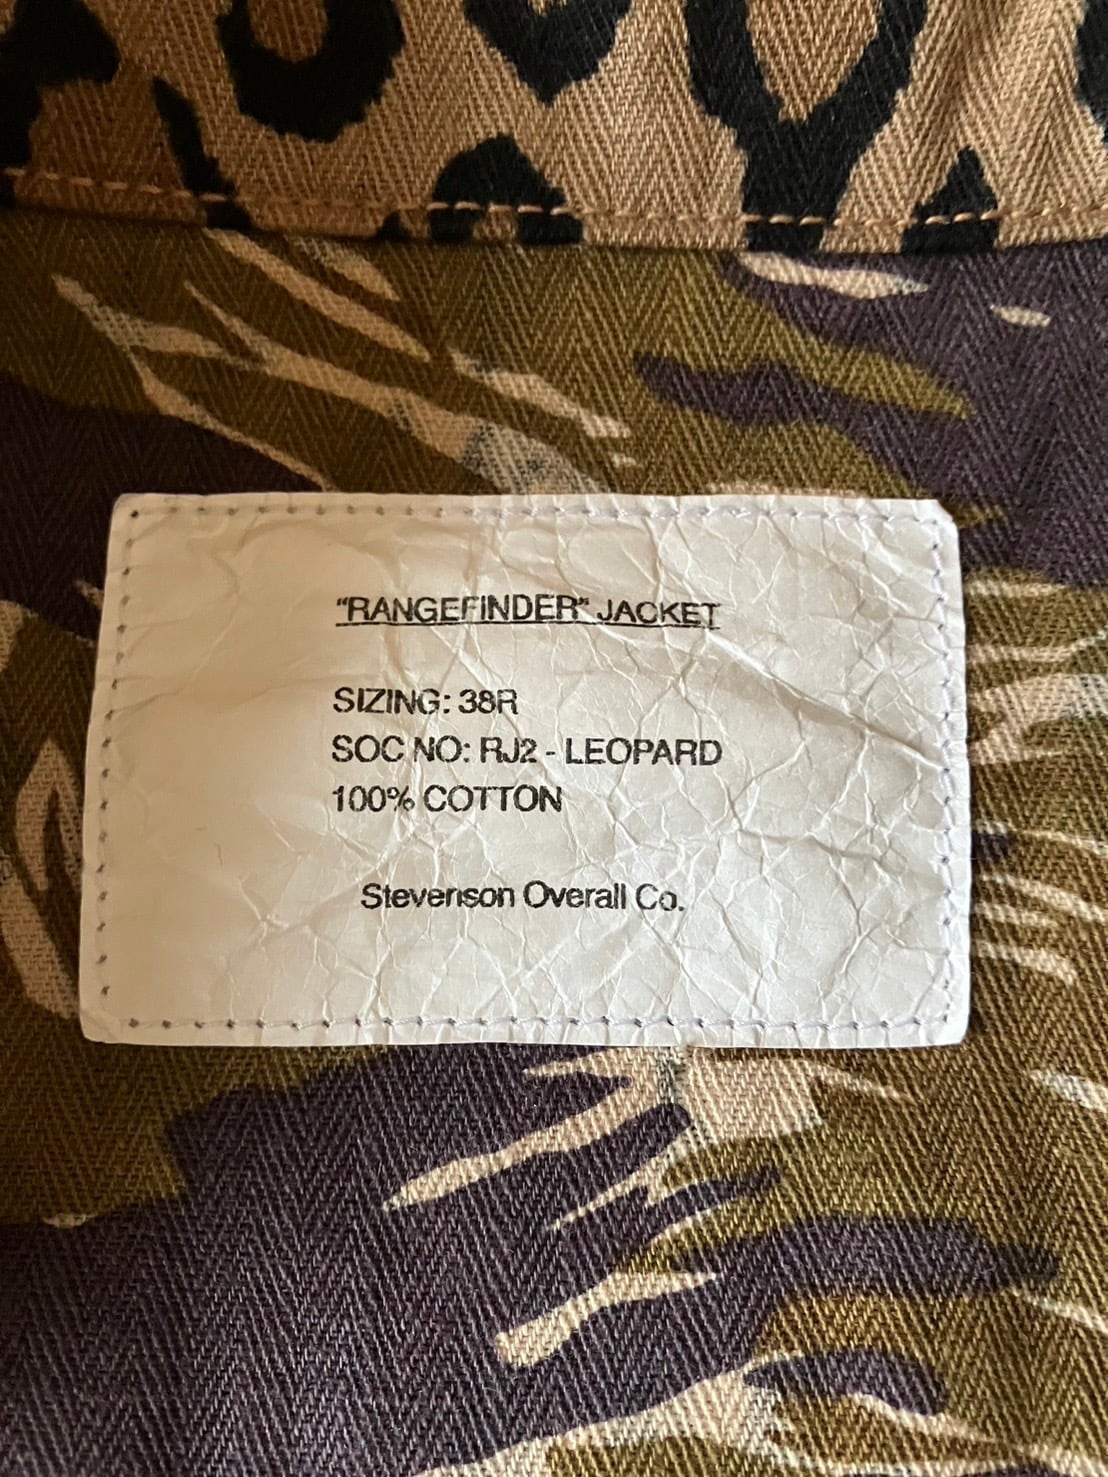 "RANGEFINDER" JACKET
SIZING: 38R
SOC NO: RJ2 - LEOPARD
100% COTTON
Stevenson Overall Co.